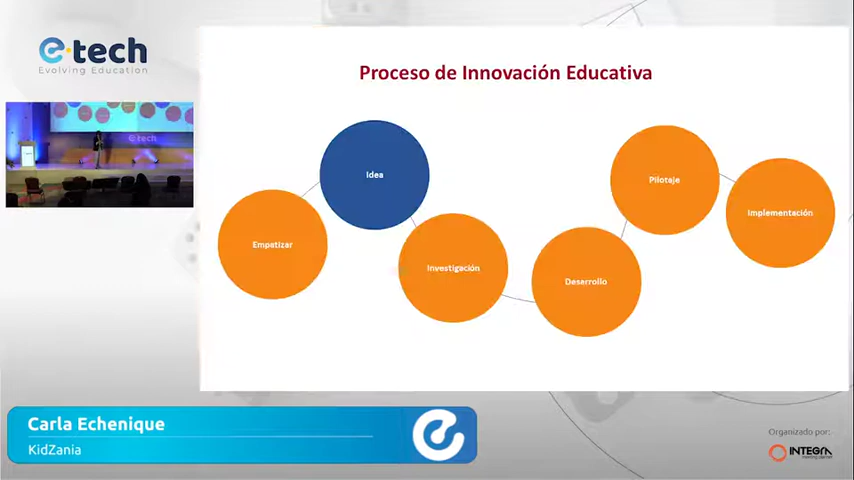 e·tech
Evolving Education
Proceso de Innovación Educativa
Idea
Pilotaje
Implementación
Empatizar
Investigación
Desarrollo
etech
Carla Echenique
KidZania
Organizado por:
INTEGRA